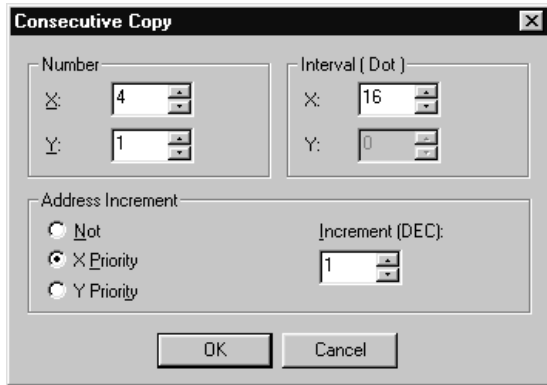 Consecutive Copy
Number
X: 4
Y: 1
Interval ( Dot )
X: 16
Y: 0
Address Increment
Not
X Priority
Y Priority
Increment (DEC):
1
OK
Cancel